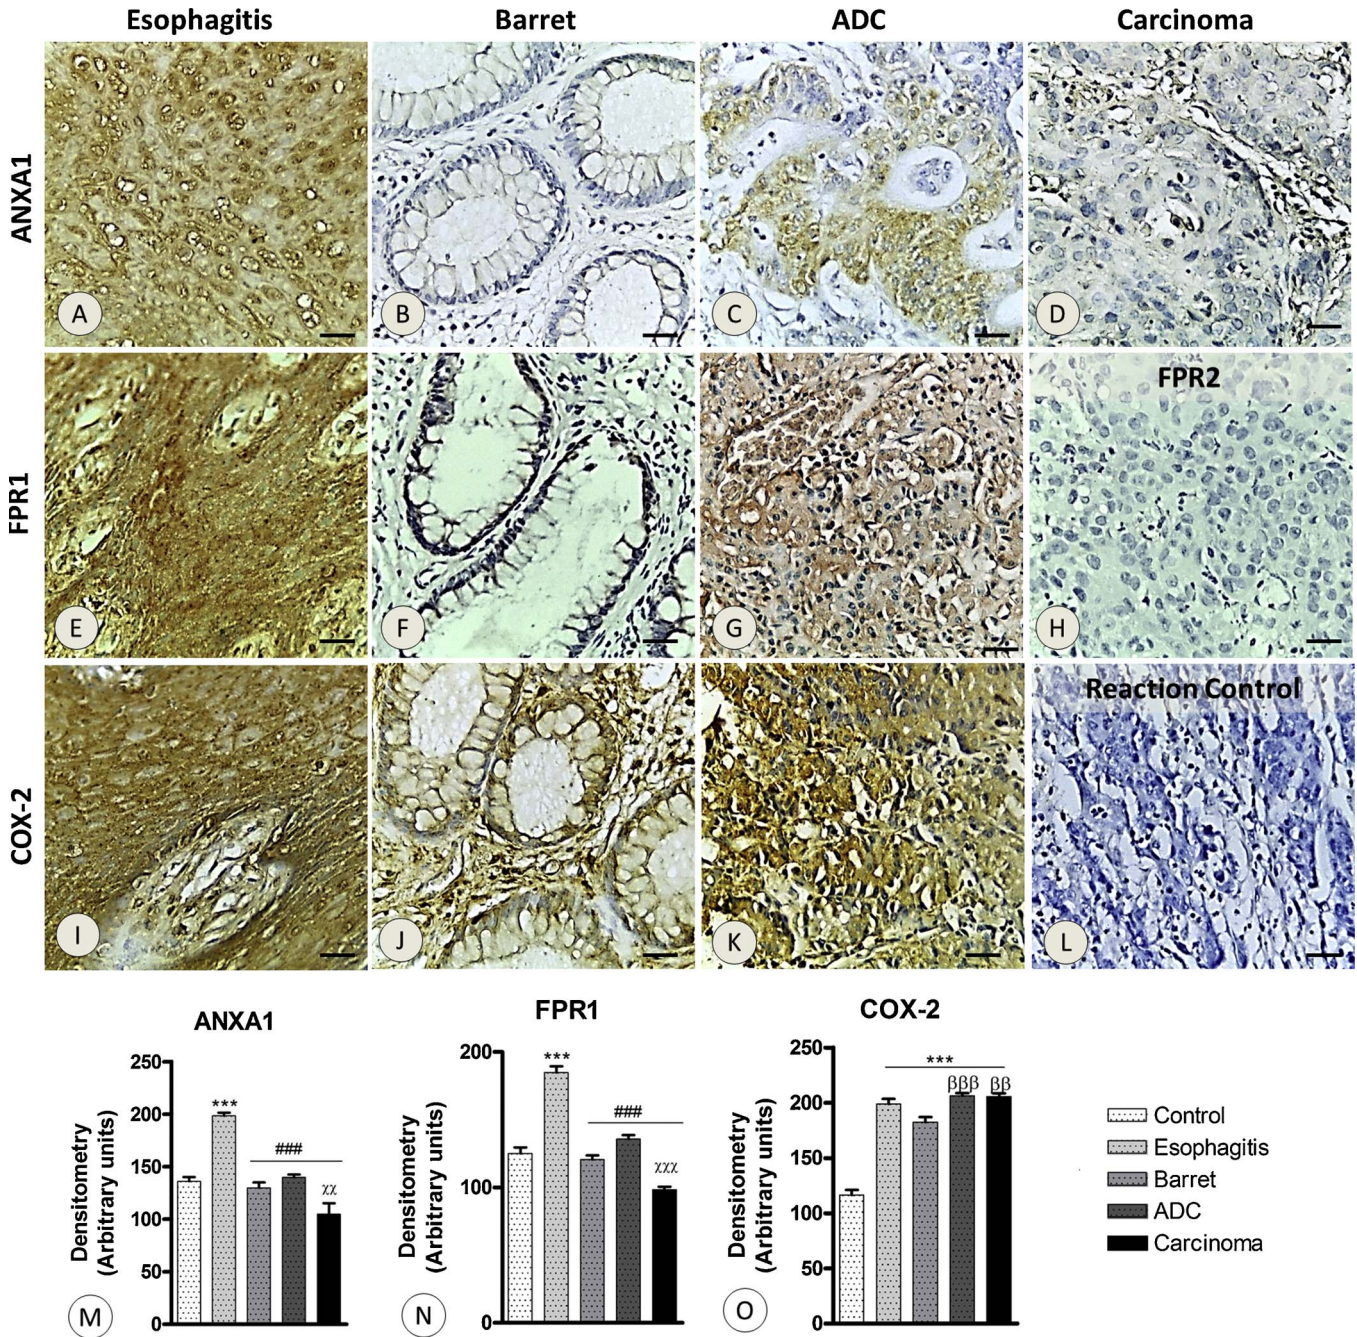 Esophagitis Barret ADC Carcinoma
ANXA1
A B C D
FPR1
FPR2
E F G H
COX-2
Reaction Control
I J K L
ANXA1
Densitometry
(Arbitrary units)
250
200
150
100
50
0
***
###
χχ
M
FPR1
Densitometry
(Arbitrary units)
200
100
0
***
###
χχχ
N
COX-2
Densitometry
(Arbitrary units)
250
200
150
100
50
0
***
βββ ββ
O
Control
Esophagitis
Barret
ADC
Carcinoma